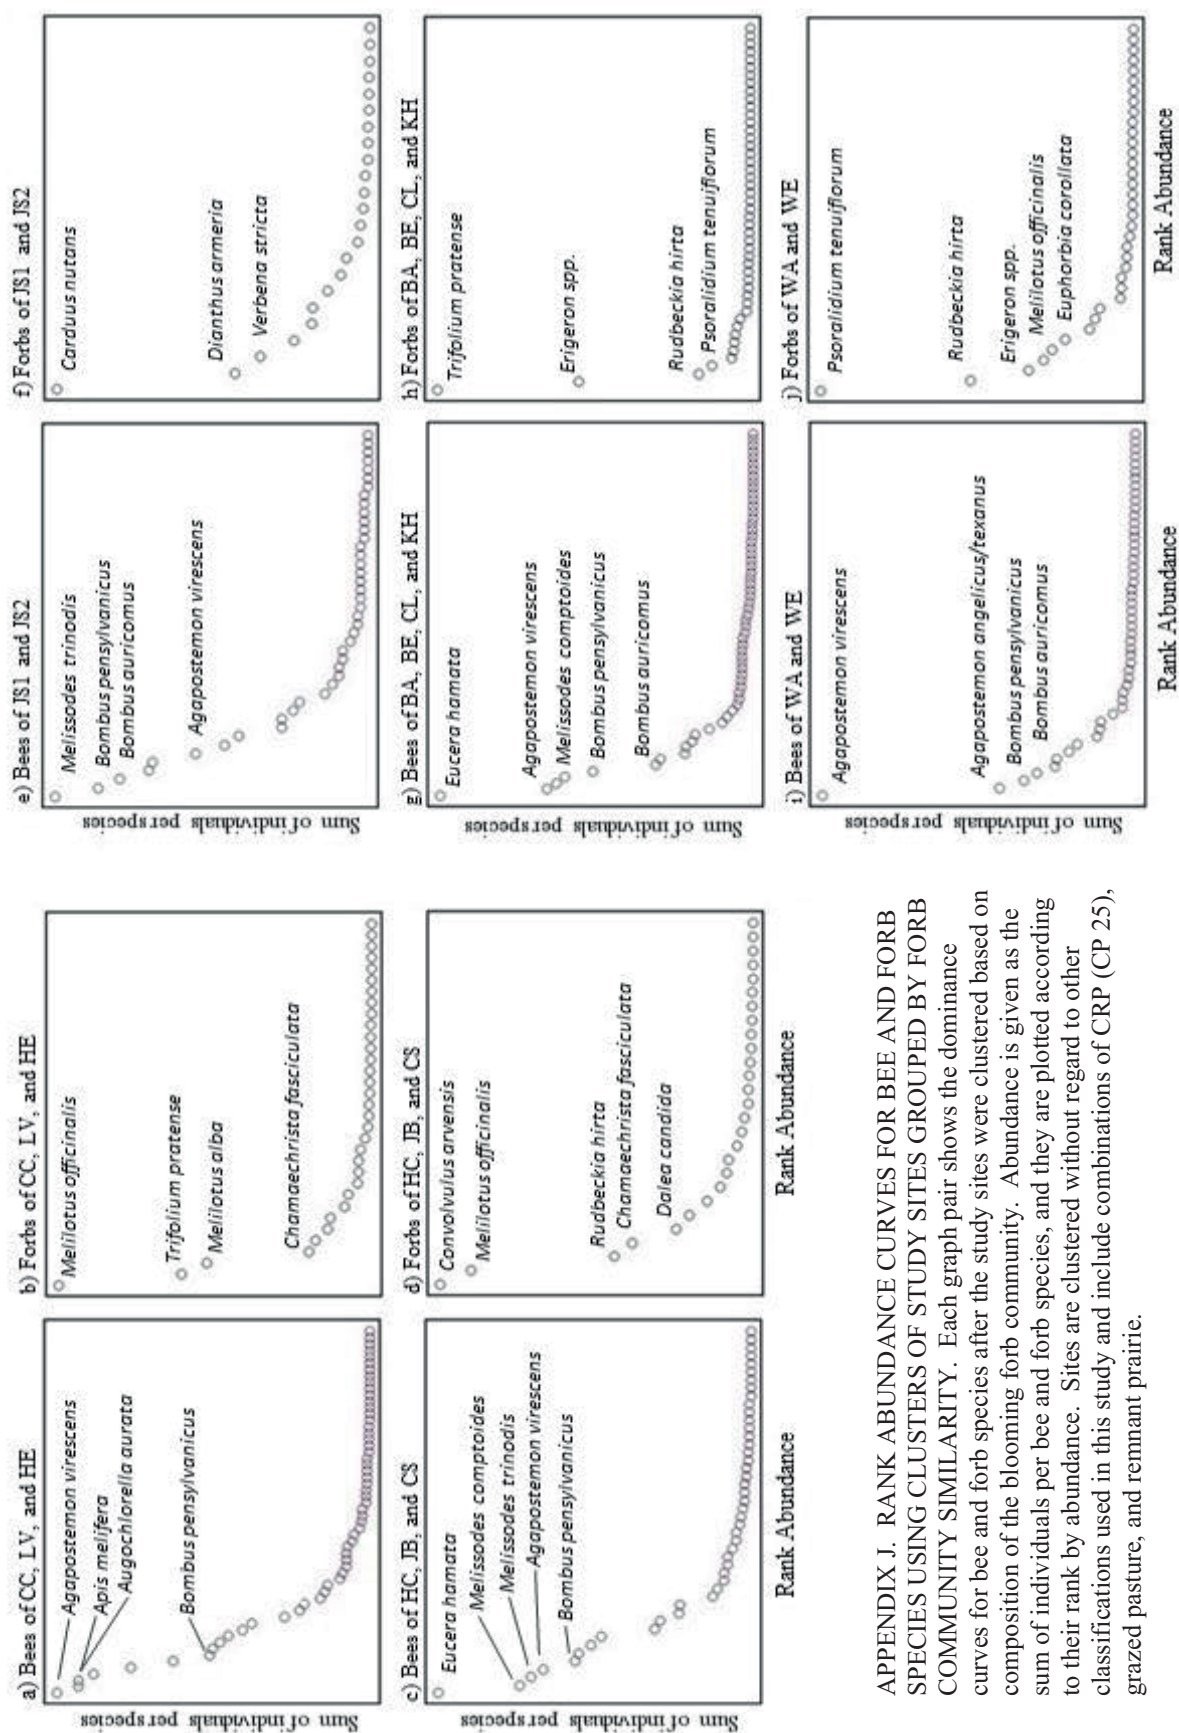 a) Bees of CC, LV, and HE
Agapostemon virescens
Apis melifera
Augochlorella aurata
Bombus pensylvanicus
Sum of individuals per species
b) Forbs of CC, LV, and HE
Melilotus officinalis
Trifolium pratense
Melilotus alba
Chamaechrista fasciculata
c) Bees of HC, JB, and CS
Eucera hamata
Melissodes comptoides
Melissodes trinodis
Agapostemon virescens
Bombus pensylvanicus
Sum of individuals per species
Rank Abundance
d) Forbs of HC, JB, and CS
Convolvulus arvensis
Melilotus officinalis
Rudbeckia hirta
Chamaechrista fasciculata
Dalea candida
Rank Abundance
e) Bees of JS1 and JS2
Melissodes trinodis
Bombus pensylvanicus
Bombus auricomus
Agapostemon virescens
Sum of individuals per species
f) Forbs of JS1 and JS2
Carduus nutans
Dianthus armeria
Verbena stricta
g) Bees of BA, BE, CL, and KH
Eucera hamata
Agapostemon virescens
Melissodes comptoides
Bombus pensylvanicus
Bombus auricomus
Sum of individuals per species
h) Forbs of BA, BE, CL, and KH
Trifolium pratense
Erigeron spp.
Rudbeckia hirta
Psoralidium tenuiflorum
i) Bees of WA and WE
Agapostemon virescens
Agapostemon angelicus/texanus
Bombus pensylvanicus
Bombus auricomus
Sum of individuals per species
Rank Abundance
j) Forbs of WA and WE
Psoralidium tenuiflorum
Rudbeckia hirta
Erigeron spp.
Melilotus officinalis
Euphorbia corollata
Rank Abundance
APPENDIX J. RANK ABUNDANCE CURVES FOR BEE AND FORB
SPECIES USING CLUSTERS OF STUDY SITES GROUPED BY FORB
COMMUNITY SIMILARITY. Each graph pair shows the dominance
curves for bee and forb species after the study sites were clustered based on
composition of the blooming forb community. Abundance is given as the
sum of individuals per bee and forb species, and they are plotted according
to their rank by abundance. Sites are clustered without regard to other
classifications used in this study and include combinations of CRP (CP 25),
grazed pasture, and remnant prairie.